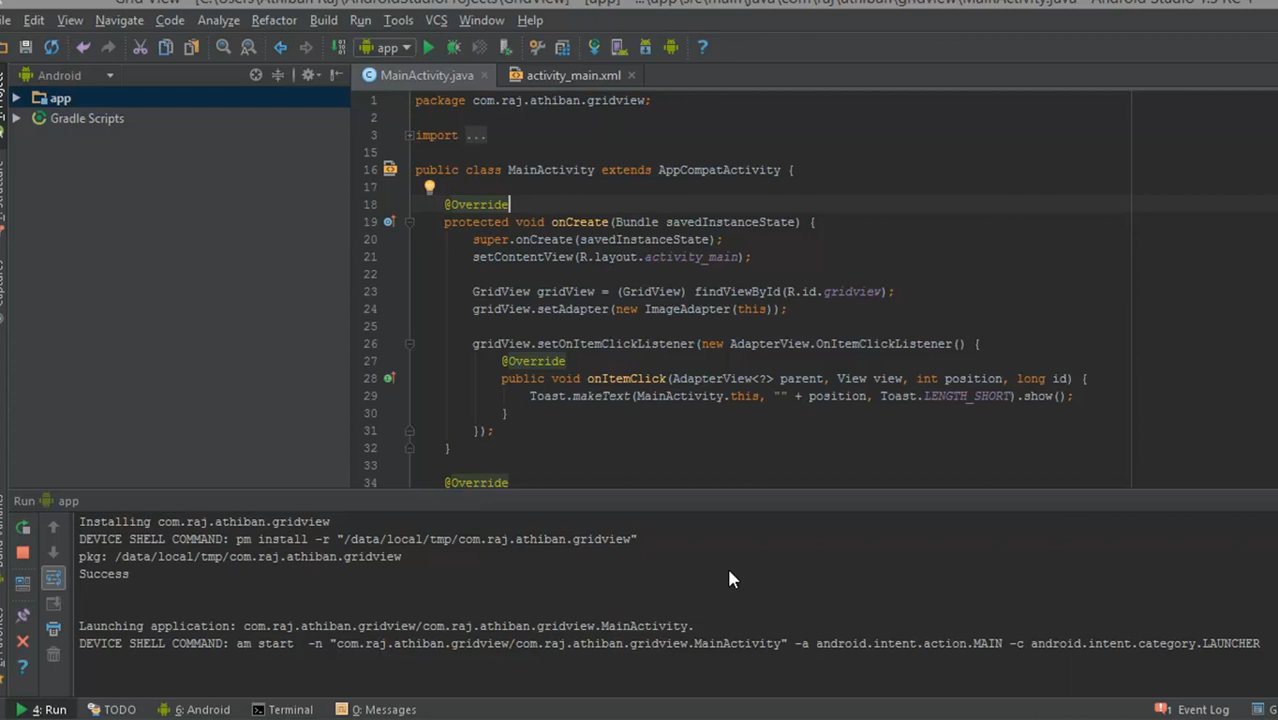 File Edit View Navigate Code Analyze Refactor Build Run Tools VCS Window Help
app
Android
MainActivity.java
activity_main.xml
app
Gradle Scripts
1 package com.raj.athiban.gridview;
2
3 import ...
15
16 public class MainActivity extends AppCompatActivity {
17
18 @Override
19 protected void onCreate(Bundle savedInstanceState) {
20 super.onCreate(savedInstanceState);
21 setContentView(R.layout.activity_main);
22
23 GridView gridView = (GridView) findViewById(R.id.gridview);
24 gridView.setAdapter(new ImageAdapter(this));
25
26 gridView.setOnItemClickListener(new AdapterView.OnItemClickListener() {
27 @Override
28 public void onItemClick(AdapterView<?> parent, View view, int position, long id) {
29 Toast.makeText(MainActivity.this, "" + position, Toast.LENGTH_SHORT).show();
30 }
31 });
32 }
33
34 @Override
Run app
Installing com.raj.athiban.gridview
DEVICE SHELL COMMAND: pm install -r "/data/local/tmp/com.raj.athiban.gridview"
pkg: /data/local/tmp/com.raj.athiban.gridview
Success
Launching application: com.raj.athiban.gridview/com.raj.athiban.gridview.MainActivity.
DEVICE SHELL COMMAND: am start -n "com.raj.athiban.gridview/com.raj.athiban.gridview.MainActivity" -a android.intent.action.MAIN -c android.intent.category.LAUNCHER
4: Run TODO 6: Android Terminal 0: Messages 1 Event Log